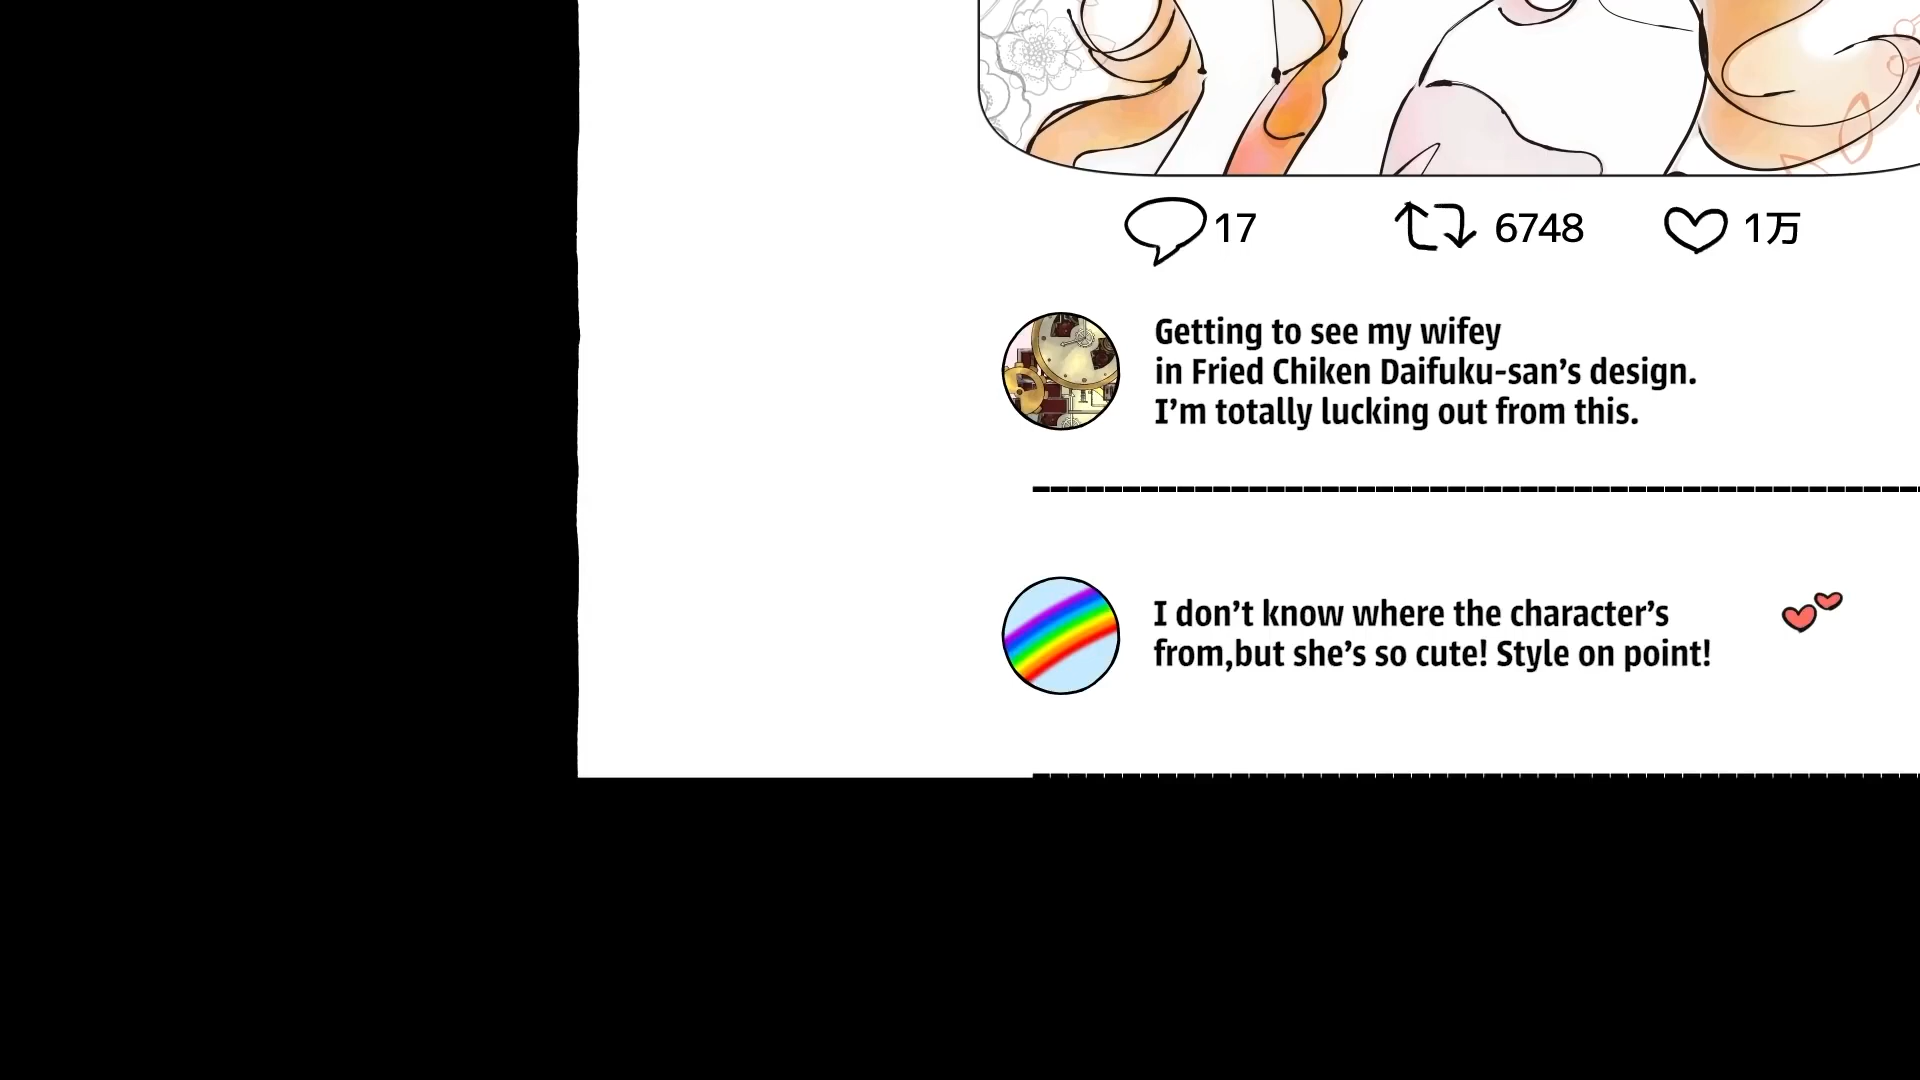 17 6748 1万
Getting to see my wifey
in Fried Chiken Daifuku-san’s design.
I’m totally lucking out from this.
I don’t know where the character’s
from,but she’s so cute! Style on point!